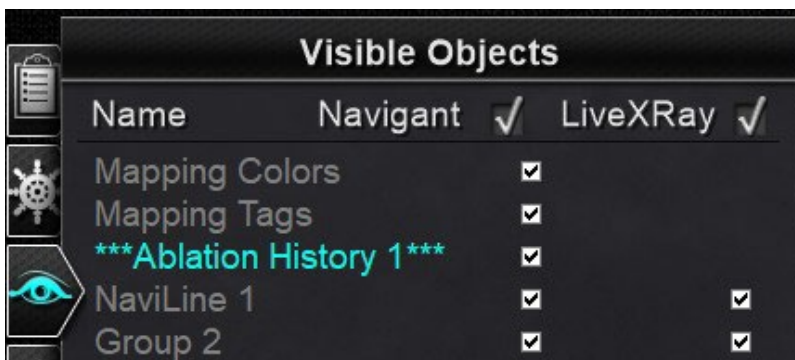 Visible Objects
Name Navigant LiveXRay
Mapping Colors
Mapping Tags
***Ablation History 1***
NaviLine 1
Group 2